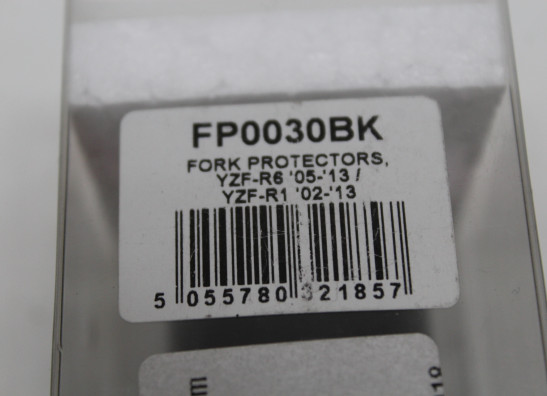 FP0030BK
FORK PROTECTORS,
YZF-R6 '05-'13 /
YZF-R1 '02-'13
5 055780 321857